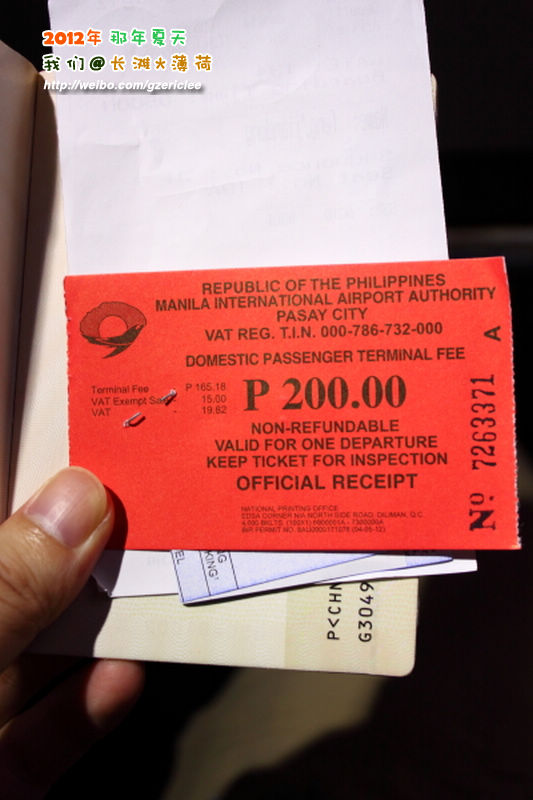 2012年 那年夏天
我们@长滩火薄荷
http://weibo.com/gzericlee
REPUBLIC OF THE PHILIPPINES
MANILA INTERNATIONAL AIRPORT AUTHORITY
PASAY CITY
VAT REG. T.I.N. 000-786-732-000
DOMESTIC PASSENGER TERMINAL FEE
Terminal Fee P 165.18
VAT Exempt 15.00
VAT 19.82
P 200.00
NON-REFUNDABLE
VALID FOR ONE DEPARTURE
KEEP TICKET FOR INSPECTION
OFFICIAL RECEIPT
A
No 7263371
NATIONAL PRINTING OFFICE
EDSA CORNER NIA NORTH SIDE ROAD, DILIMAN, Q.C.
P<CHN
G3049